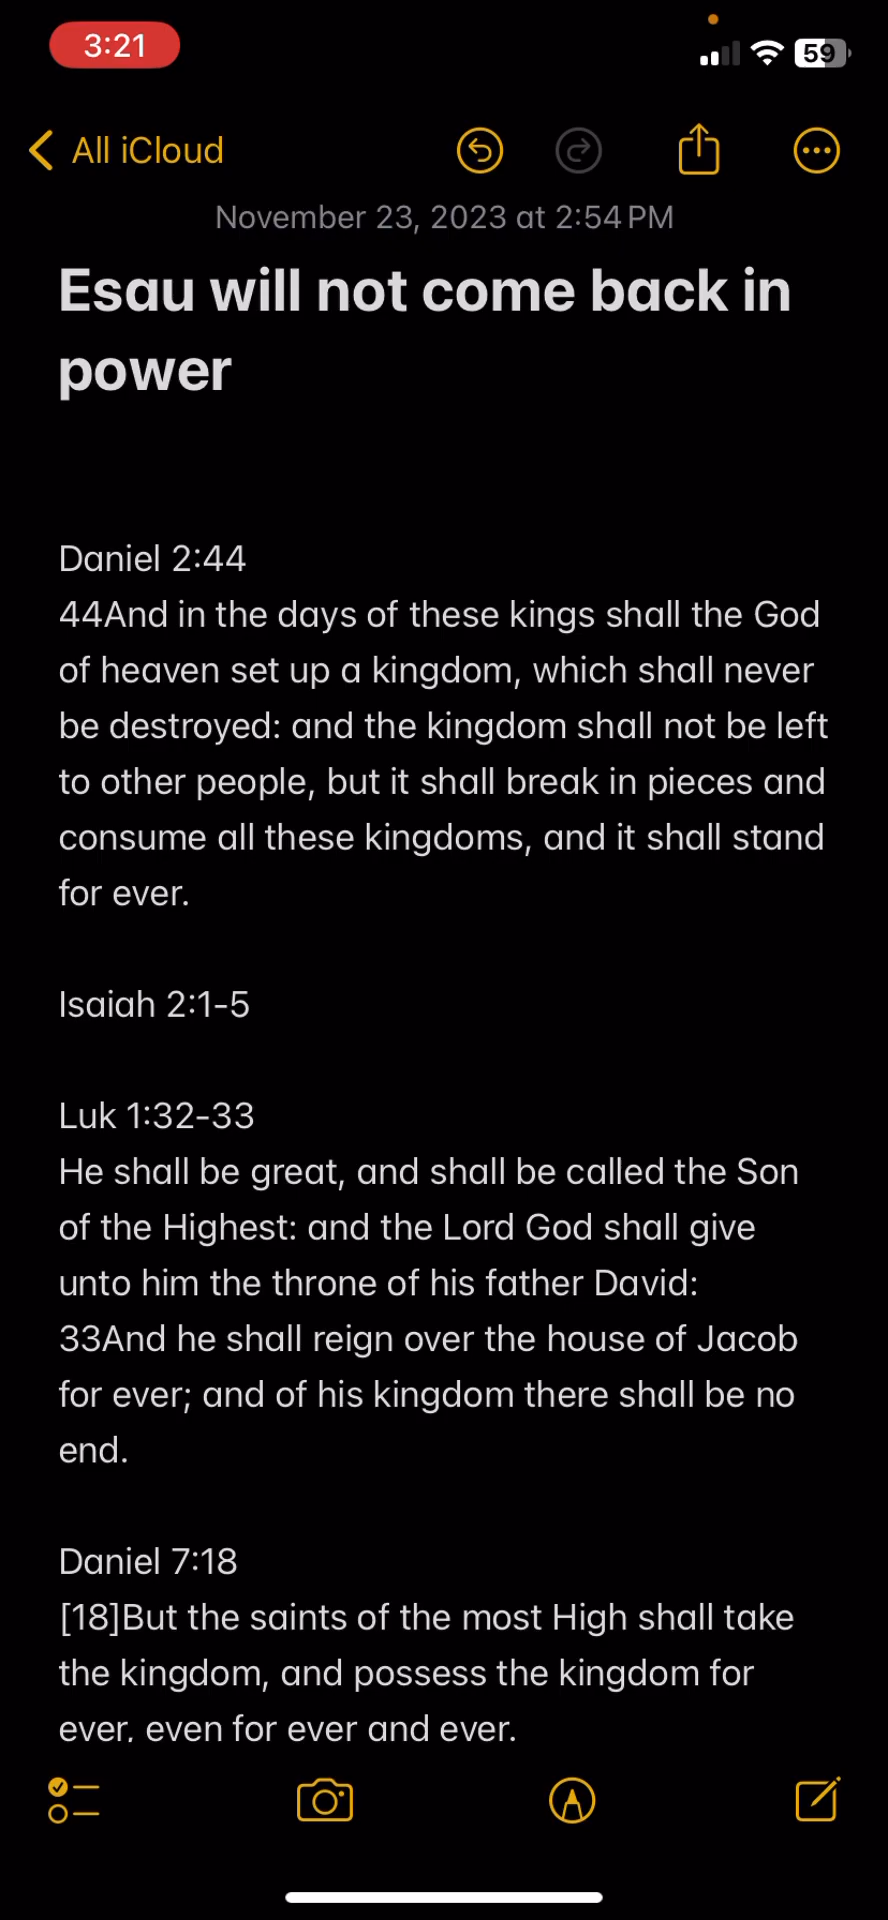 3:21
59
All iCloud
November 23, 2023 at 2:54 PM
Esau will not come back in
power
Daniel 2:44
44And in the days of these kings shall the God
of heaven set up a kingdom, which shall never
be destroyed: and the kingdom shall not be left
to other people, but it shall break in pieces and
consume all these kingdoms, and it shall stand
for ever.
Isaiah 2:1-5
Luk 1:32-33
He shall be great, and shall be called the Son
of the Highest: and the Lord God shall give
unto him the throne of his father David:
33And he shall reign over the house of Jacob
for ever; and of his kingdom there shall be no
end.
Daniel 7:18
[18]But the saints of the most High shall take
the kingdom, and possess the kingdom for
ever, even for ever and ever.